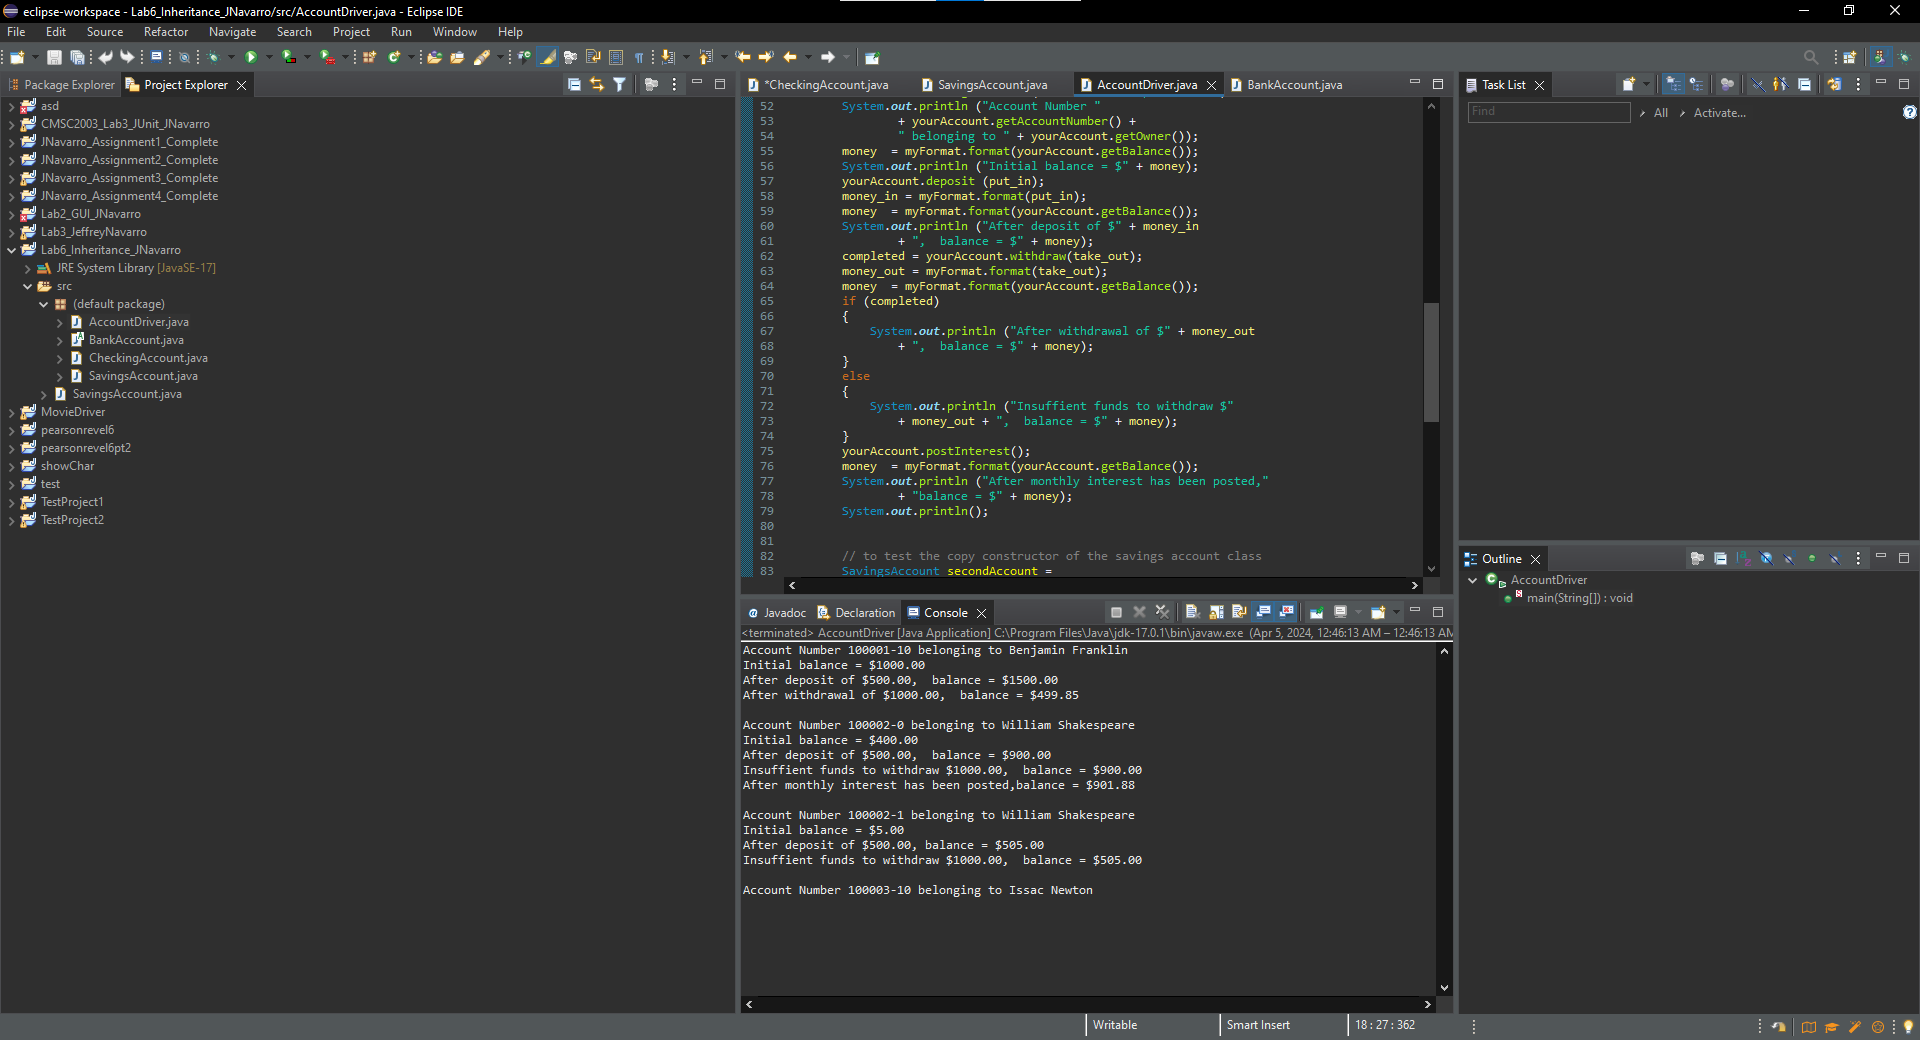 eclipse-workspace - Lab6_Inheritance_JNavarro/src/AccountDriver.java - Eclipse IDE
File Edit Source Refactor Navigate Search Project Run Window Help
Package Explorer Project Explorer
asd
CMSC2003_Lab3_JUnit_JNavarro
JNavarro_Assignment1_Complete
JNavarro_Assignment2_Complete
JNavarro_Assignment3_Complete
JNavarro_Assignment4_Complete
Lab2_GUI_JNavarro
Lab3_JeffreyNavarro
Lab6_Inheritance_JNavarro
JRE System Library [JavaSE-17]
src
(default package)
AccountDriver.java
BankAccount.java
CheckingAccount.java
SavingsAccount.java
SavingsAccount.java
MovieDriver
pearsonrevel6
pearsonrevel6pt2
showChar
test
TestProject1
TestProject2
*CheckingAccount.java SavingsAccount.java AccountDriver.java BankAccount.java
52 System.out.println ("Account Number "
53 + yourAccount.getAccountNumber() +
54 " belonging to " + yourAccount.getOwner());
55 money  = myFormat.format(yourAccount.getBalance());
56 System.out.println ("Initial balance = $" + money);
57 yourAccount.deposit (put_in);
58 money_in = myFormat.format(put_in);
59 money  = myFormat.format(yourAccount.getBalance());
60 System.out.println ("After deposit of $" + money_in
61 + ",  balance = $" + money);
62 completed = yourAccount.withdraw(take_out);
63 money_out = myFormat.format(take_out);
64 money  = myFormat.format(yourAccount.getBalance());
65 if (completed)
66 {
67 System.out.println ("After withdrawal of $" + money_out
68 + ",  balance = $" + money);
69 }
70 else
71 {
72 System.out.println ("Insuffient funds to withdraw $"
73 + money_out + ",  balance = $" + money);
74 }
75 yourAccount.postInterest();
76 money  = myFormat.format(yourAccount.getBalance());
77 System.out.println ("After monthly interest has been posted,"
78 + "balance = $" + money);
79 System.out.println();
80
81
82 // to test the copy constructor of the savings account class
83 SavingsAccount secondAccount =
@ Javadoc Declaration Console
<terminated> AccountDriver [Java Application] C:\Program Files\Java\jdk-17.0.1\bin\javaw.exe  (Apr 5, 2024, 12:46:13 AM – 12:46:13 AM
Account Number 100001-10 belonging to Benjamin Franklin
Initial balance = $1000.00
After deposit of $500.00,  balance = $1500.00
After withdrawal of $1000.00,  balance = $499.85
Account Number 100002-0 belonging to William Shakespeare
Initial balance = $400.00
After deposit of $500.00,  balance = $900.00
Insuffient funds to withdraw $1000.00,  balance = $900.00
After monthly interest has been posted,balance = $901.88
Account Number 100002-1 belonging to William Shakespeare
Initial balance = $5.00
After deposit of $500.00, balance = $505.00
Insuffient funds to withdraw $1000.00,  balance = $505.00
Account Number 100003-10 belonging to Issac Newton
Task List
Find All Activate...
Outline
AccountDriver
main(String[]) : void
Writable Smart Insert 18 : 27 : 362